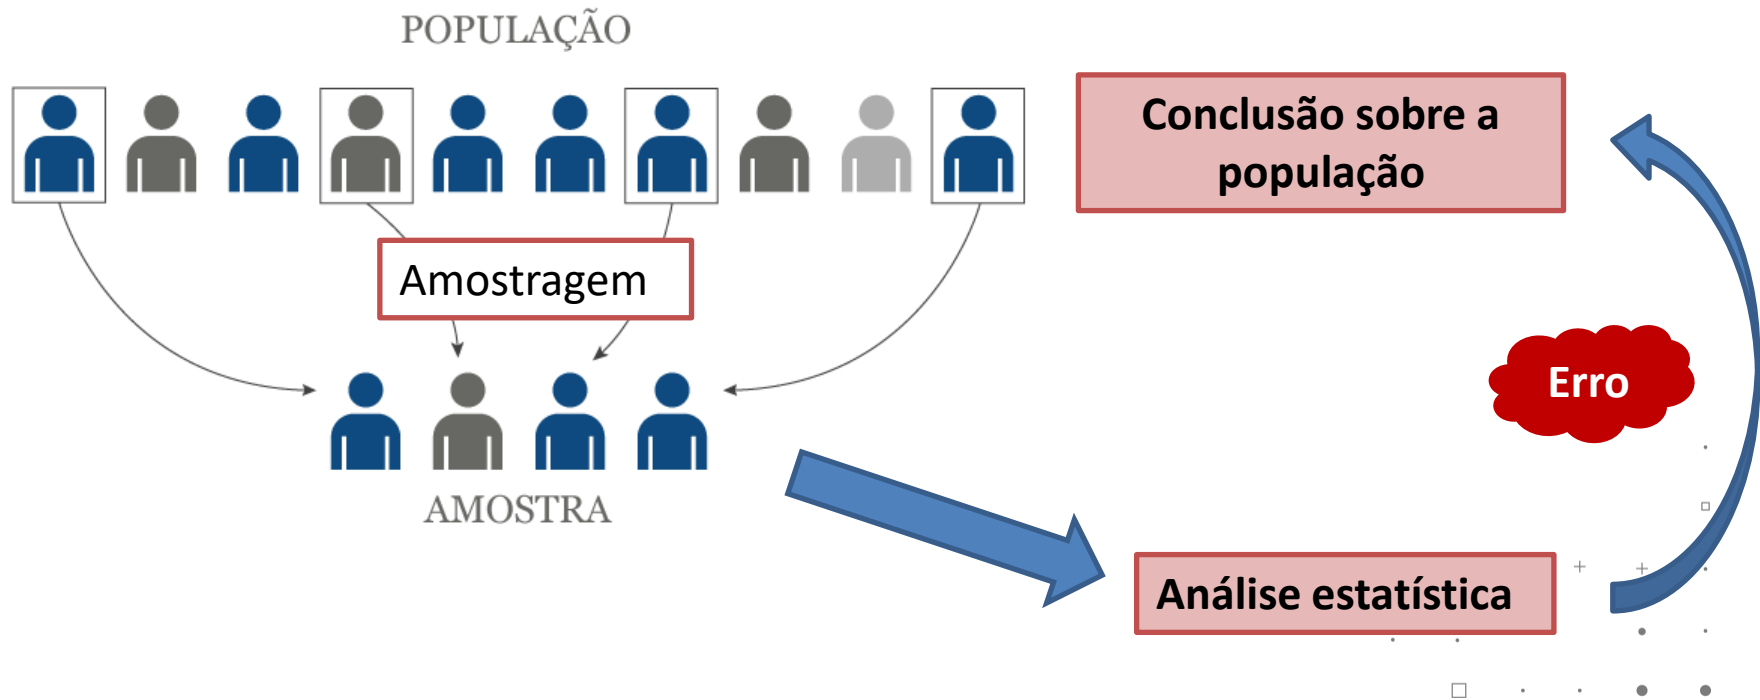 POPULAÇÃO
Conclusão sobre a
população
Amostragem
Erro
AMOSTRA
Análise estatística